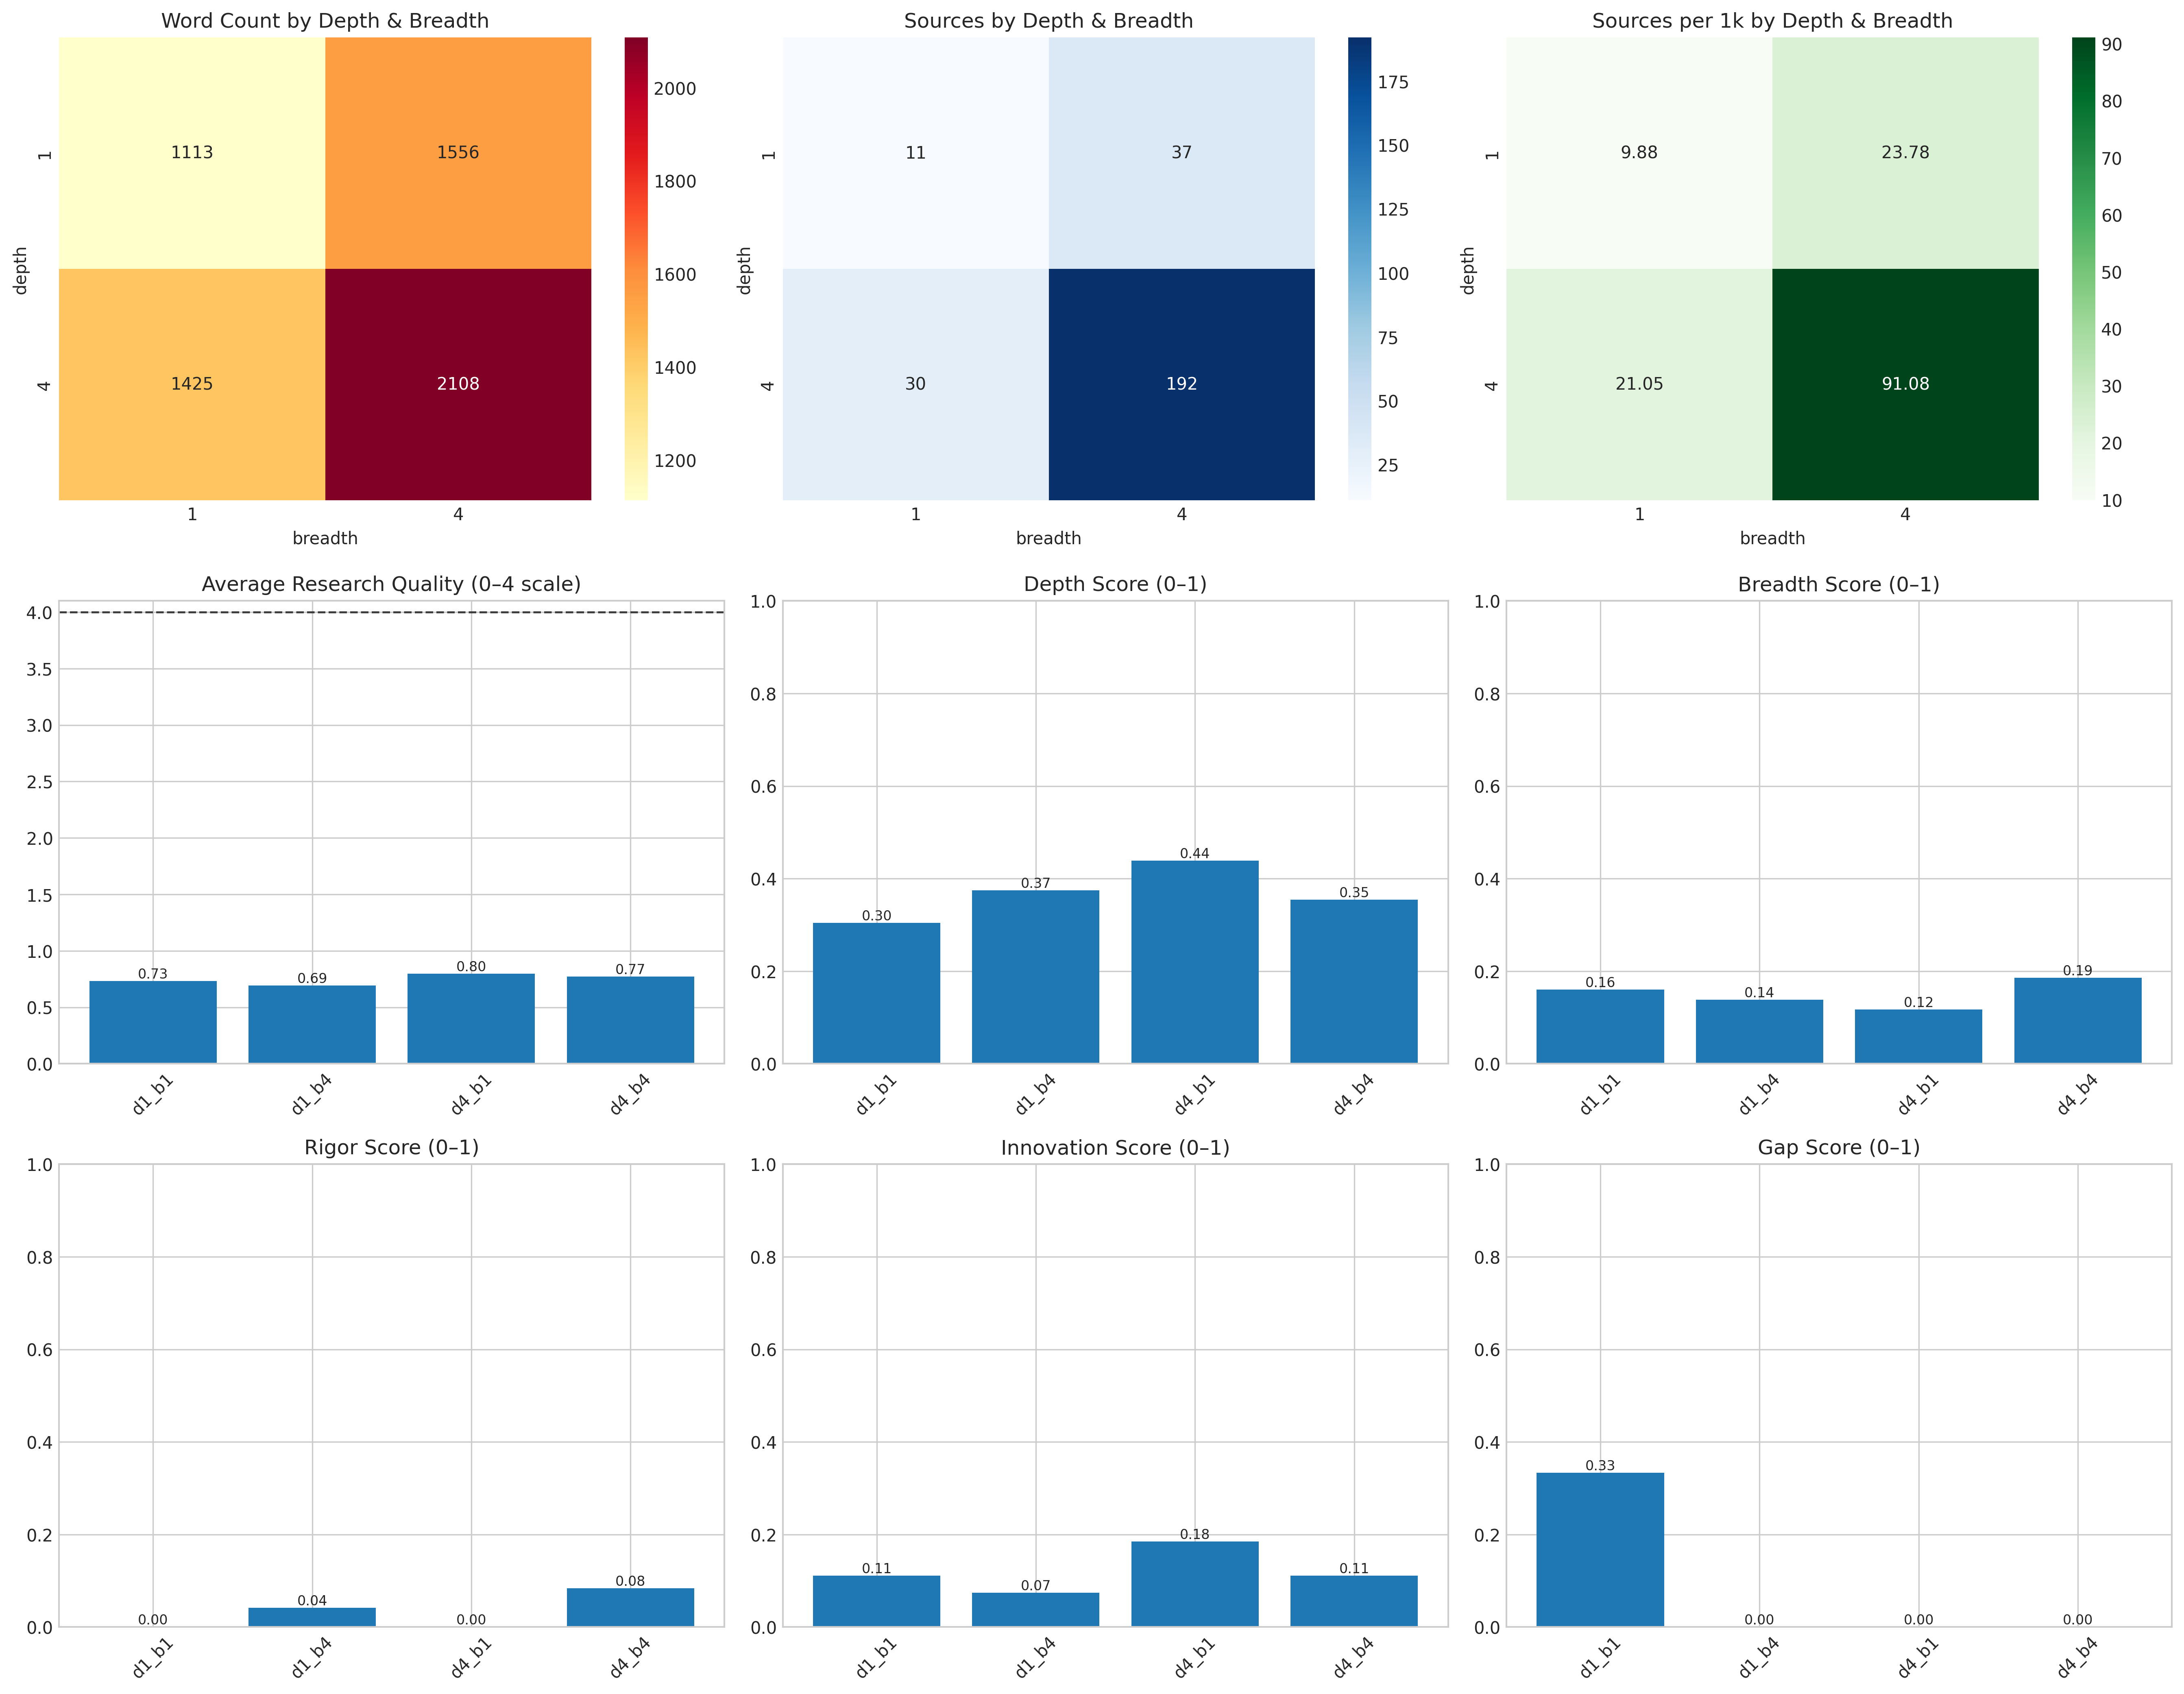 Word Count by Depth & Breadth
1113
1556
1425
2108
1
4
depth
1
4
breadth
2000
1800
1600
1400
1200
Sources by Depth & Breadth
11
37
30
192
1
4
depth
1
4
breadth
175
150
125
100
75
50
25
Sources per 1k by Depth & Breadth
9.88
23.78
21.05
91.08
1
4
depth
1
4
breadth
90
80
70
60
50
40
30
20
10
Average Research Quality (0–4 scale)
4.0
3.5
3.0
2.5
2.0
1.5
1.0
0.5
0.0
0.73
0.69
0.80
0.77
d1_b1
d1_b4
d4_b1
d4_b4
Depth Score (0–1)
1.0
0.8
0.6
0.4
0.2
0.0
0.30
0.37
0.44
0.35
d1_b1
d1_b4
d4_b1
d4_b4
Breadth Score (0–1)
1.0
0.8
0.6
0.4
0.2
0.0
0.16
0.14
0.12
0.19
d1_b1
d1_b4
d4_b1
d4_b4
Rigor Score (0–1)
1.0
0.8
0.6
0.4
0.2
0.0
0.00
0.04
0.00
0.08
d1_b1
d1_b4
d4_b1
d4_b4
Innovation Score (0–1)
1.0
0.8
0.6
0.4
0.2
0.0
0.11
0.07
0.18
0.11
d1_b1
d1_b4
d4_b1
d4_b4
Gap Score (0–1)
1.0
0.8
0.6
0.4
0.2
0.0
0.33
0.00
0.00
0.00
d1_b1
d1_b4
d4_b1
d4_b4